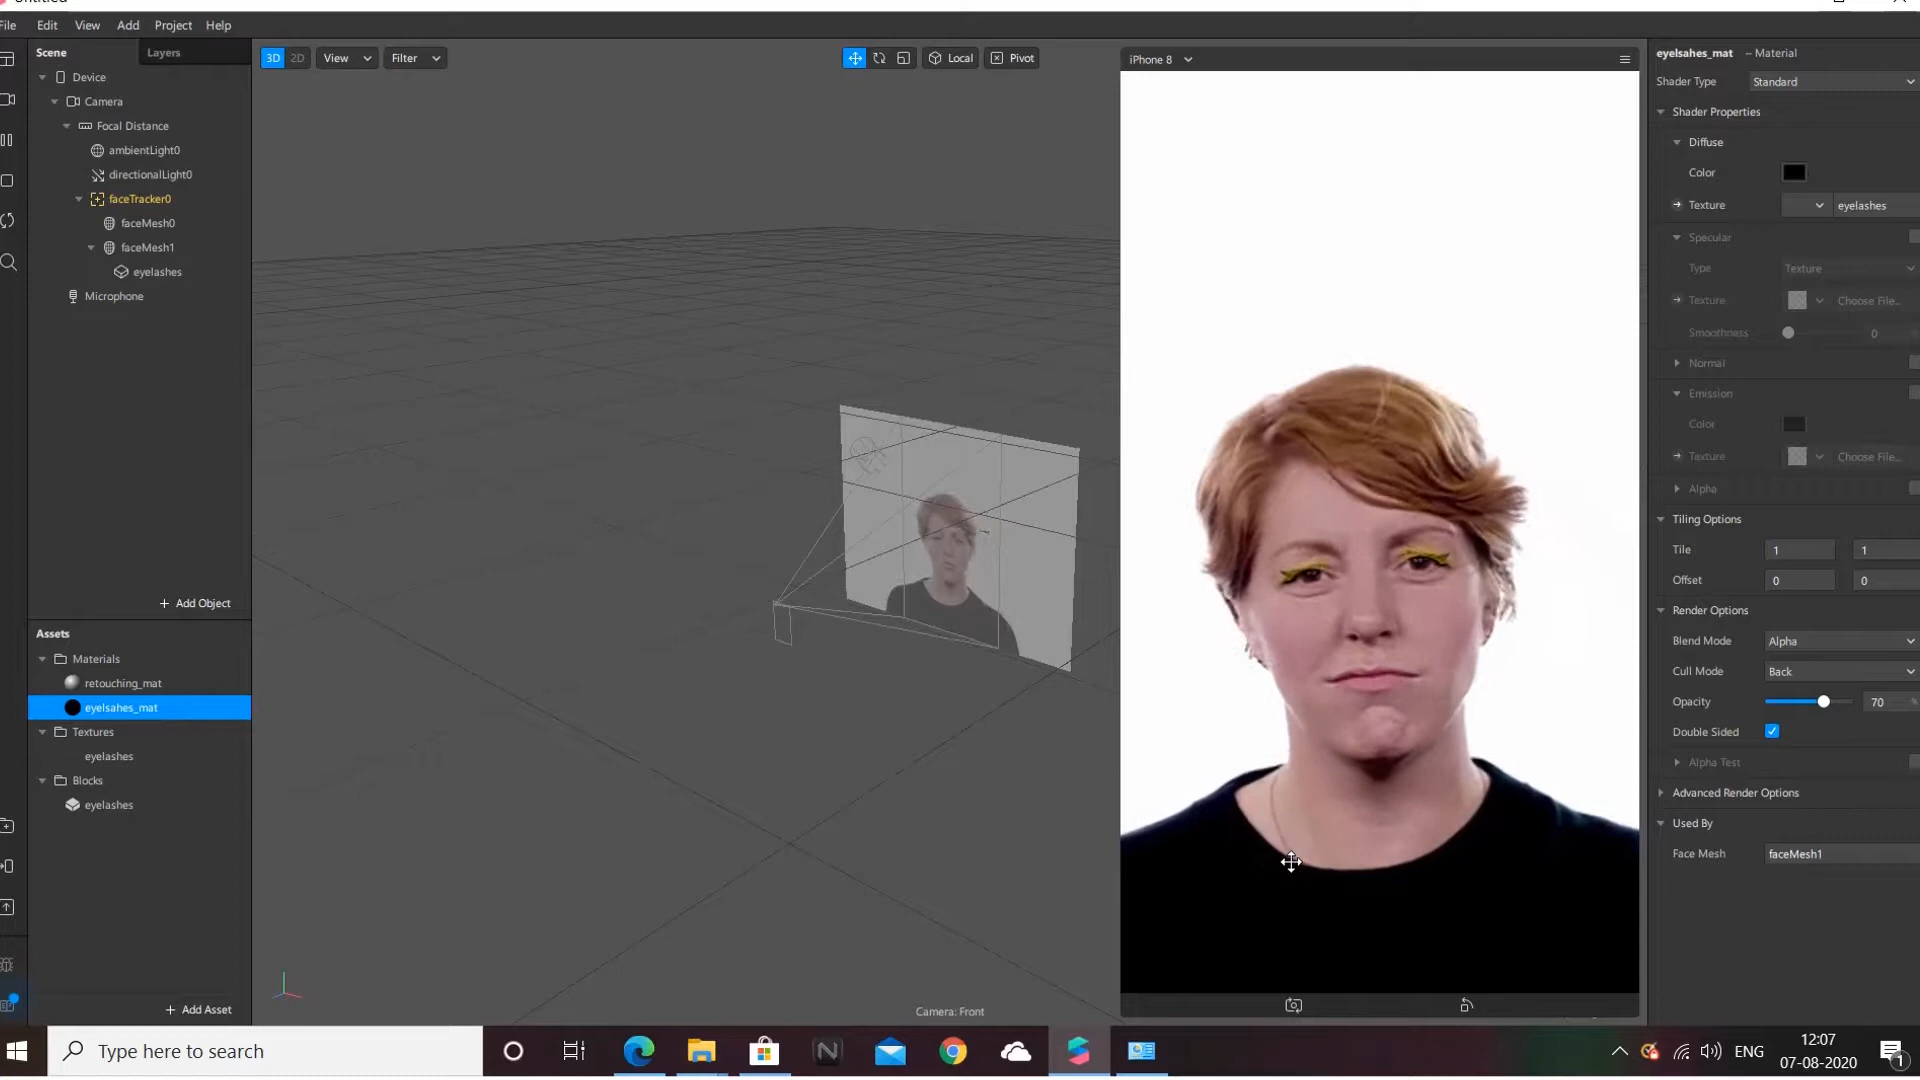 Untitled
File Edit View Add Project Help
Scene Layers
Device
Camera
Focal Distance
ambientLight0
directionalLight0
faceTracker0
faceMesh0
faceMesh1
eyelashes
Microphone
+ Add Object
Assets
Materials
retouching_mat
eyelsahes_mat
Textures
eyelashes
Blocks
eyelashes
+ Add Asset
3D 2D View Filter Local Pivot
Camera: Front
iPhone 8
eyelsahes_mat – Material
Shader Type Standard
Shader Properties
Diffuse
Color
Texture eyelashes
Specular
Type Texture
Texture Choose File...
Smoothness 0
Normal
Emission
Color
Texture Choose File...
Alpha
Tiling Options
Tile 1 1
Offset 0 0
Render Options
Blend Mode Alpha
Cull Mode Back
Opacity 70 %
Double Sided
Alpha Test
Advanced Render Options
Used By
Face Mesh faceMesh1
Type here to search
N
ENG
12:07
07-08-2020
1